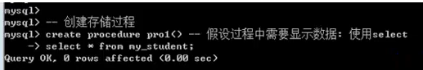 mysql>
mysql> -- 创建存储过程
mysql> create procedure pro1() -- 假设过程中需要显示数据: 使用select
    -> select * from my_student;
Query OK, 0 rows affected (0.00 sec)